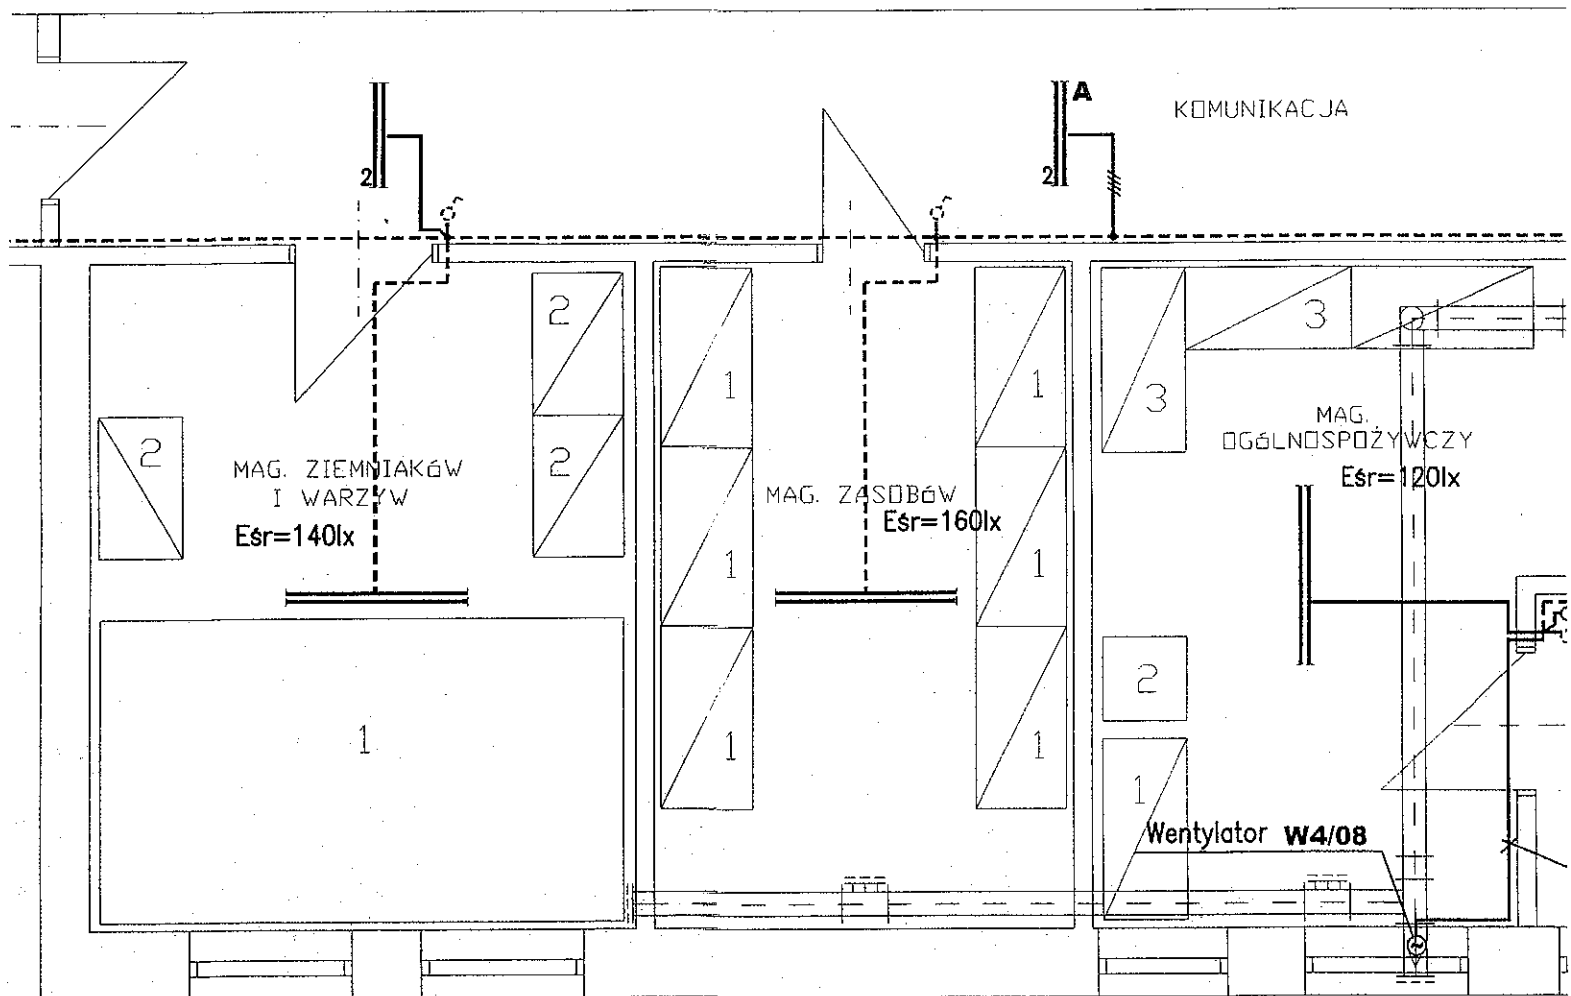 A
KOMUNIKACJA
2
2
2
2
2
MAG. ZIEMNIAKÓW
I WARZYW
Eśr=140lx
1
1
1
1
1
1
1
MAG. ZASOBÓW
Eśr=160lx
3
3
MAG.
OGÓLNOSPOŻYWCZY
Eśr=120lx
2
1
Wentylator W4/08